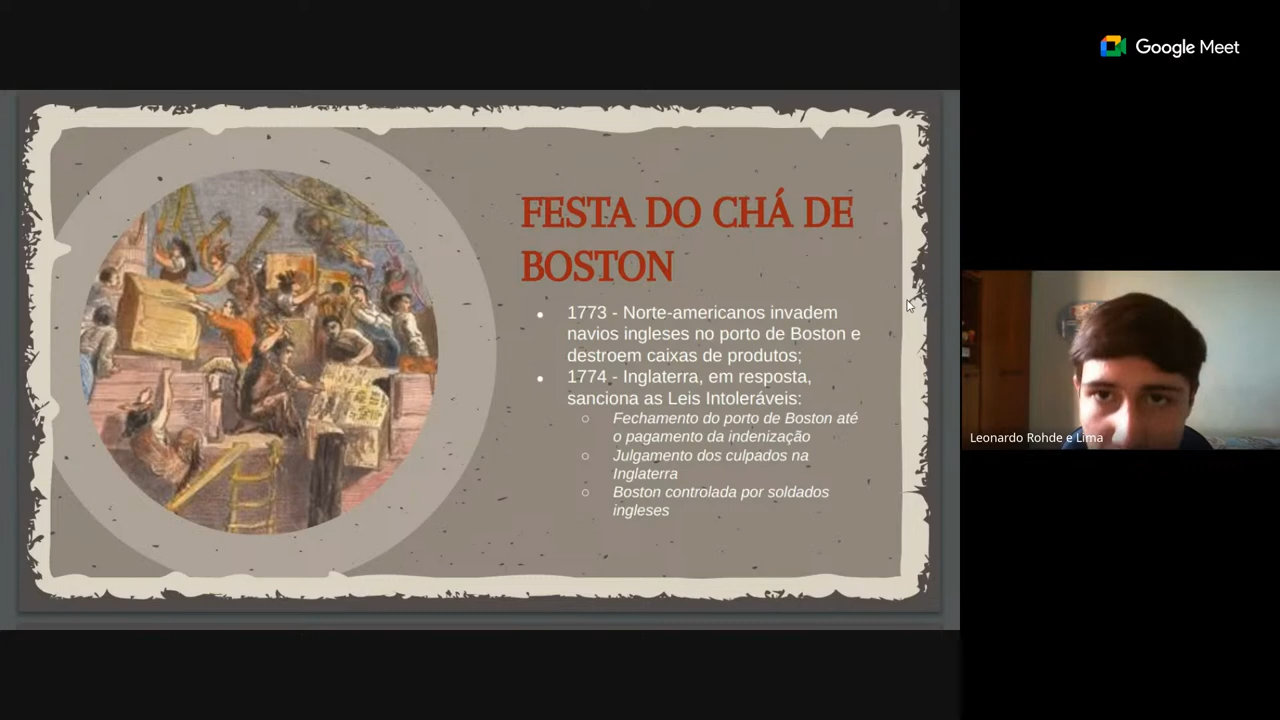 Google Meet
FESTA DO CHÁ DE
BOSTON
● 1773 - Norte-americanos invadem
navios ingleses no porto de Boston e
destroem caixas de produtos;
● 1774 - Inglaterra, em resposta,
sanciona as Leis Intoleráveis:
○ Fechamento do porto de Boston até
o pagamento da indenização
○ Julgamento dos culpados na
Inglaterra
○ Boston controlada por soldados
ingleses
Leonardo Rohde e Lima